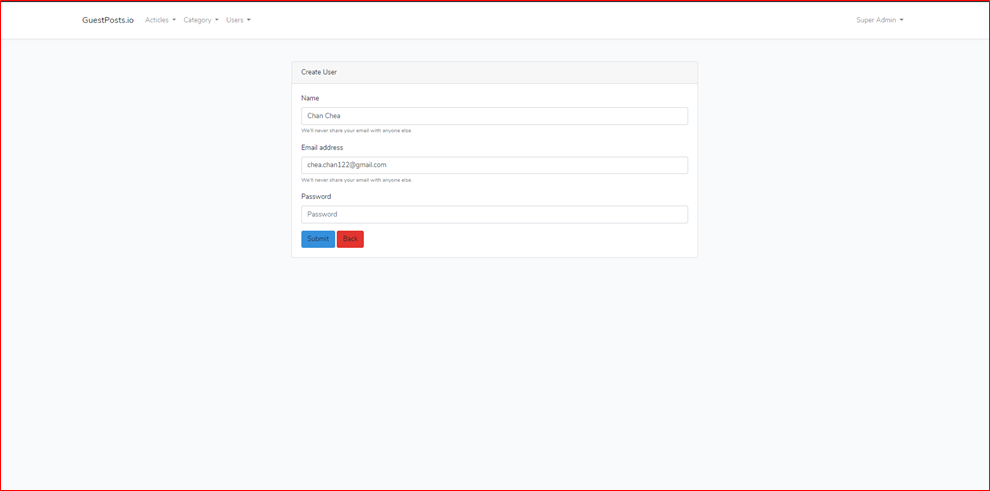 GuestPosts.io Acticles Category Users Super Admin
Create User
Name
Chan Chea
We'll never share your email with anyone else.
Email address
chea.chan122@gmail.com
We'll never share your email with anyone else.
Password
Password
Submit Back